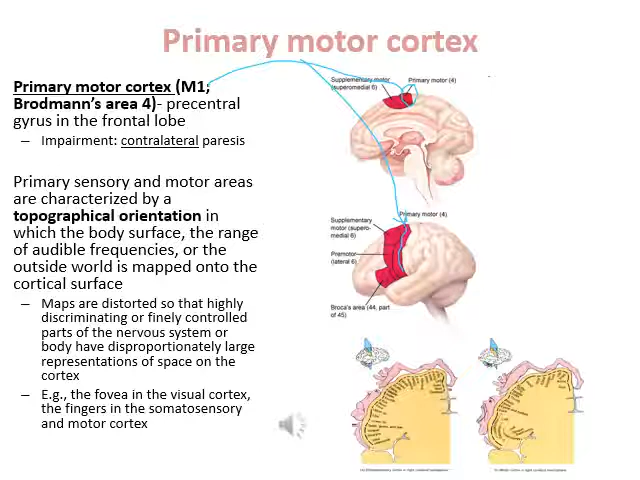 Primary motor cortex
Primary motor cortex (M1;
Brodmann's area 4)- precentral
gyrus in the frontal lobe
– Impairment: contralateral paresis
Primary sensory and motor areas
are characterized by a
topographical orientation in
which the body surface, the range
of audible frequencies, or the
outside world is mapped onto the
cortical surface
– Maps are distorted so that highly
discriminating or finely controlled
parts of the nervous system or
body have disproportionately large
representations of space on the
cortex
– E.g., the fovea in the visual cortex,
the fingers in the somatosensory
and motor cortex
Supplementary motor
(superomedial 6)
Primary motor (4)
Primary motor (4)
Supplementary
motor (supero-
medial 6)
Premotor
(lateral 6)
Broca's area (44, part
of 45)